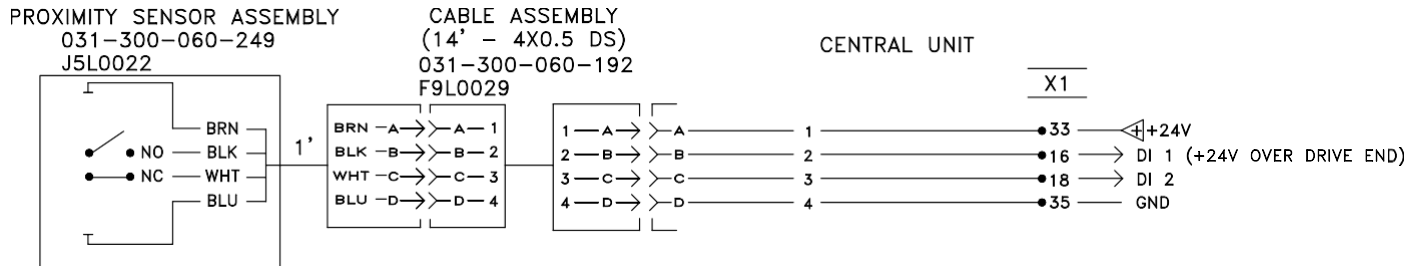 PROXIMITY SENSOR ASSEMBLY
031-300-060-249
J5L0022
BRN
NO BLK
NC WHT
BLU
1'
CABLE ASSEMBLY
(14' - 4X0.5 DS)
031-300-060-192
F9L0029
BRN A A 1
BLK B B 2
WHT C C 3
BLU D D 4
CENTRAL UNIT
X1
1 A A 1 33 +24V
2 B B 2 16 DI 1 (+24V OVER DRIVE END)
3 C C 3 18 DI 2
4 D D 4 35 GND